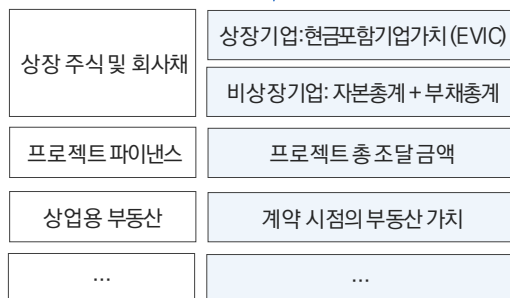 상장 주식 및 회사채
상장기업:현금포함기업가치(EVIC)
비상장기업: 자본총계 + 부채총계
프로젝트 파이낸스
프로젝트 총 조달 금액
상업용 부동산
계약 시점의 부동산 가치
...
...